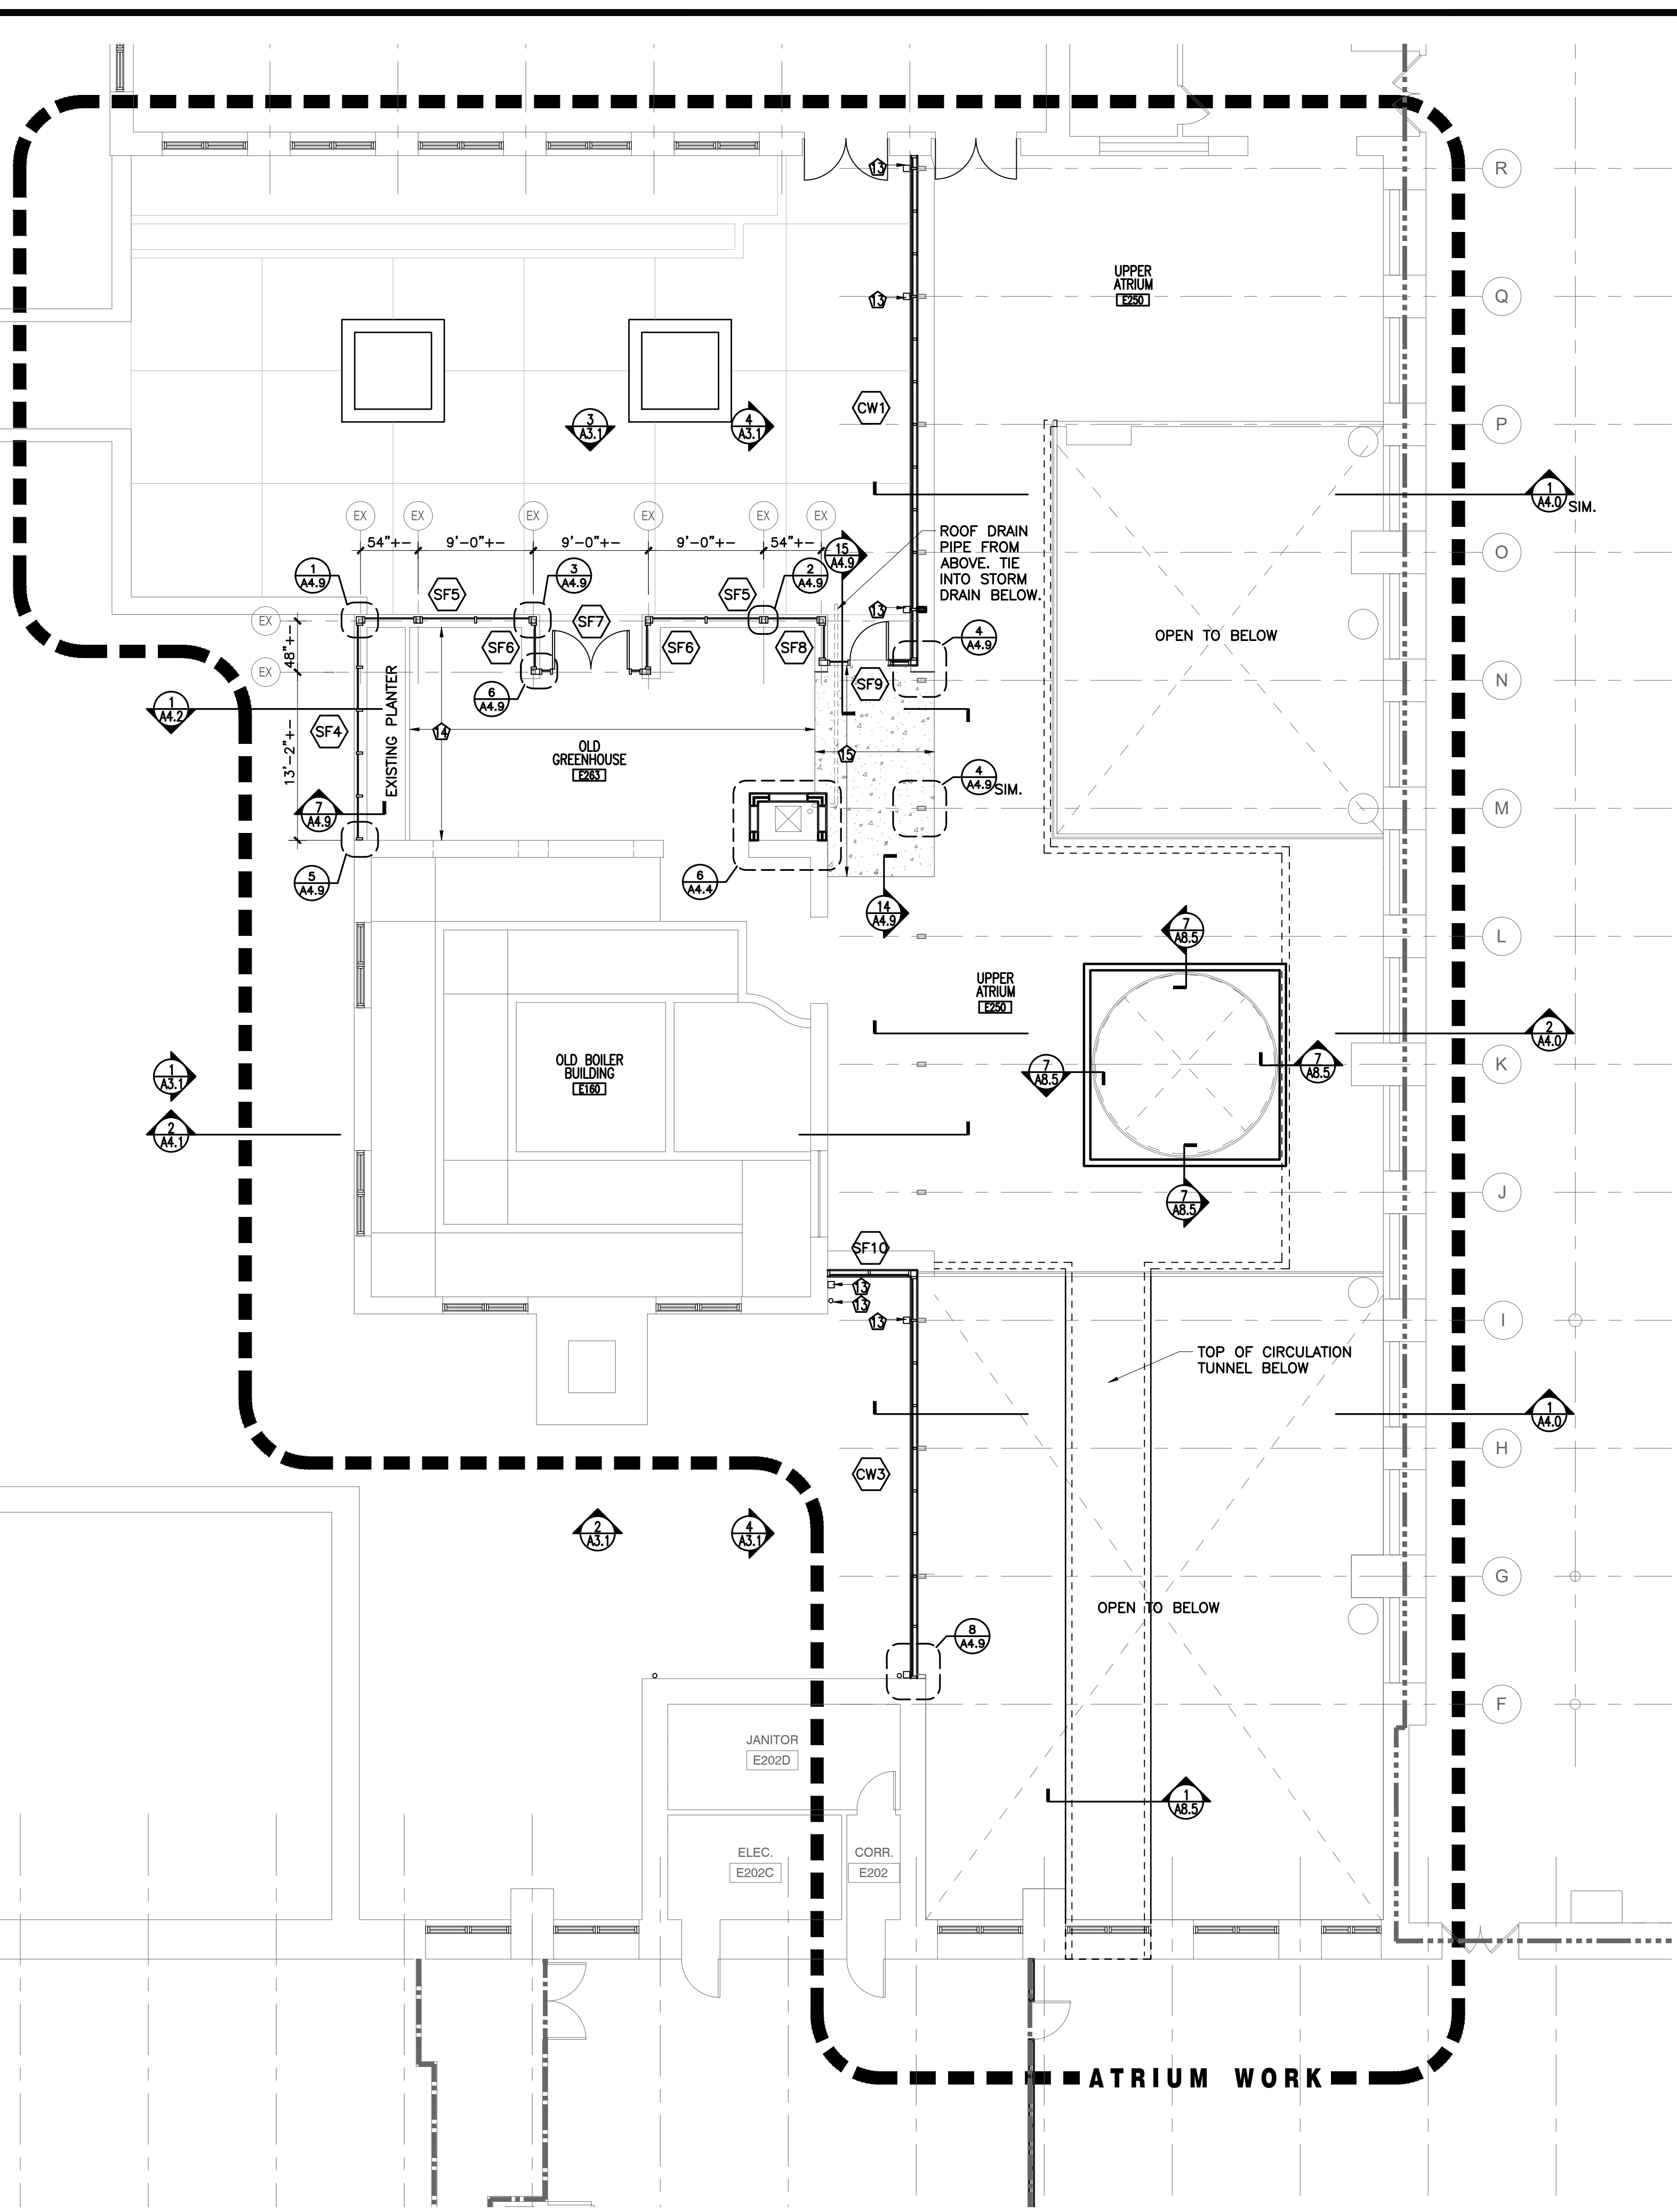 R
13
UPPER
ATRIUM
E250
Q
13
CW1
P
3
A3.1
4
A3.1
1
A4.0
SIM.
EX
EX
EX
EX
EX
EX
54"+-
9'-0"+-
9'-0"+-
9'-0"+-
54"+-
15
A4.9
ROOF DRAIN
PIPE FROM
ABOVE. TIE
INTO STORM
DRAIN BELOW.
O
1
A4.9
SF5
3
A4.9
SF5
2
A4.9
13
EX
SF7
4
A4.9
OPEN TO BELOW
48"+-
SF6
SF6
SF8
EX
6
A4.9
SF9
N
1
A4.2
SF4
EXISTING PLANTER
14
13'-2"+-
OLD
GREENHOUSE
E263
15
4
A4.9
SIM.
M
7
A4.9
5
A4.9
6
A4.4
14
A4.9
7
A8.5
L
UPPER
ATRIUM
E250
2
A4.0
OLD BOILER
BUILDING
E160
K
7
A8.5
7
A8.5
1
A3.1
2
A4.1
7
A8.5
J
SF10
13
13
13
I
TOP OF CIRCULATION
TUNNEL BELOW
1
A4.0
H
CW3
2
A3.1
4
A3.1
G
OPEN TO BELOW
8
A4.9
F
JANITOR
E202D
1
A8.5
ELEC.
E202C
CORR.
E202
ATRIUM WORK